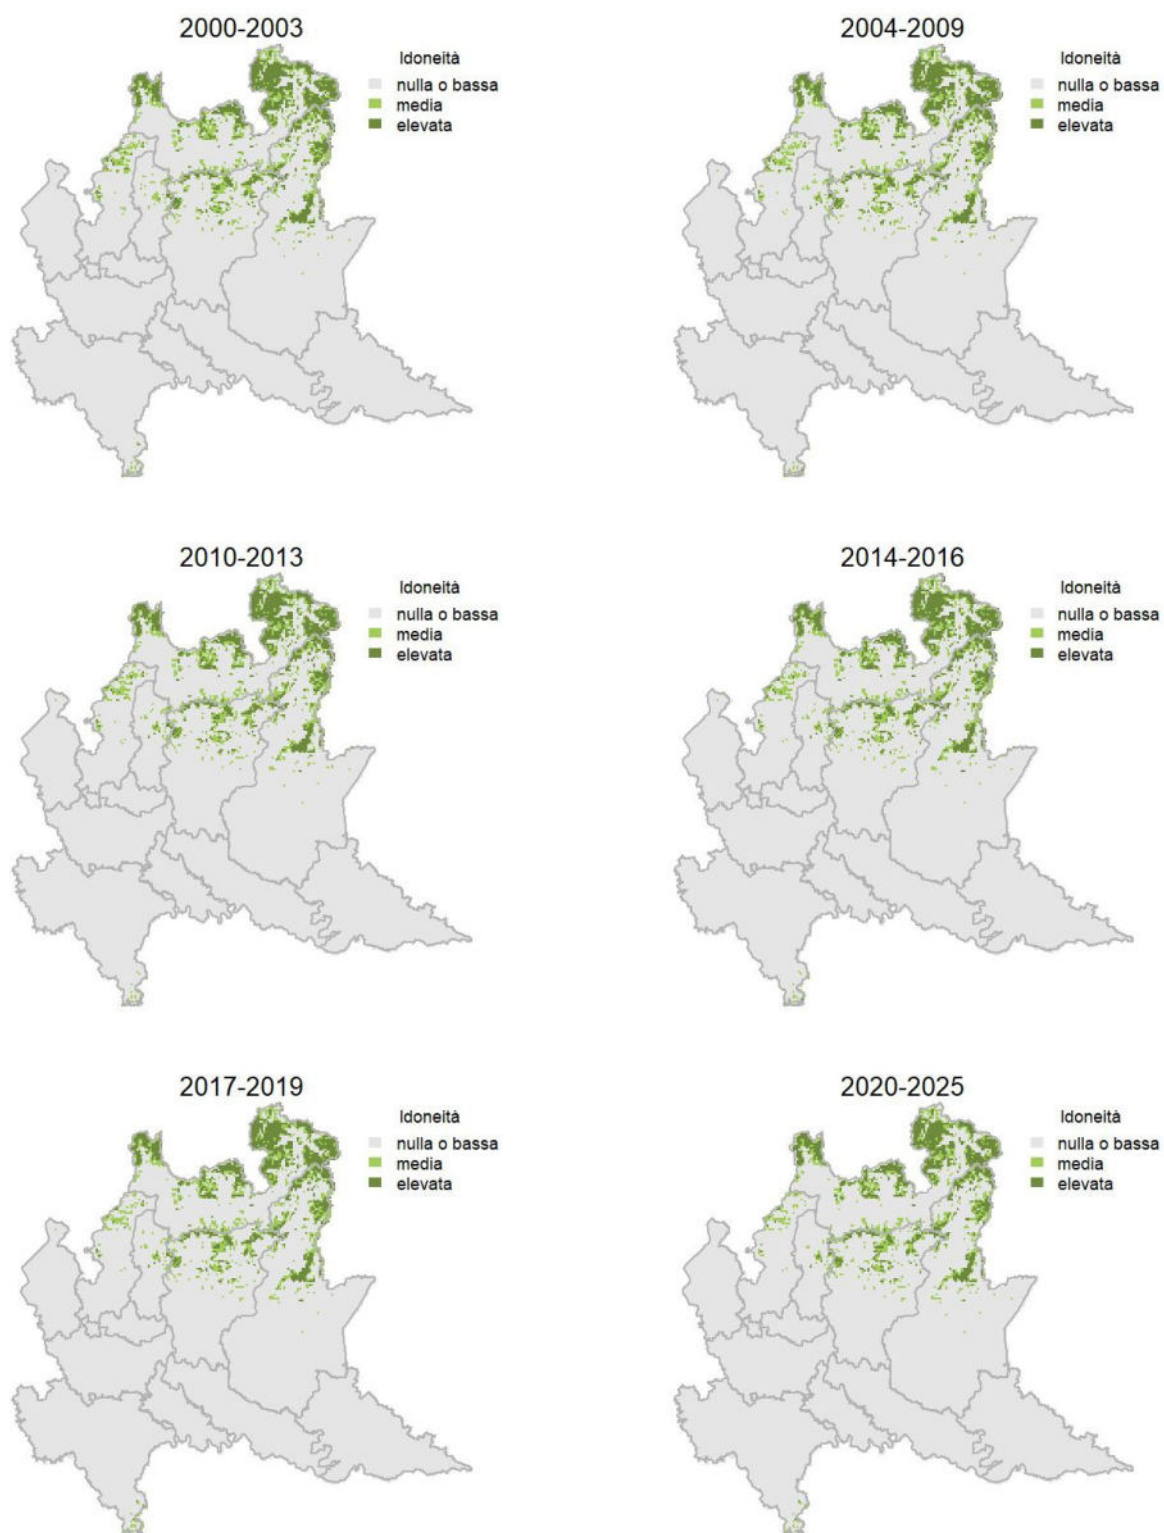 2000-2003
Idoneità
nulla o bassa
media
elevata
2004-2009
Idoneità
nulla o bassa
media
elevata
2010-2013
Idoneità
nulla o bassa
media
elevata
2014-2016
Idoneità
nulla o bassa
media
elevata
2017-2019
Idoneità
nulla o bassa
media
elevata
2020-2025
Idoneità
nulla o bassa
media
elevata